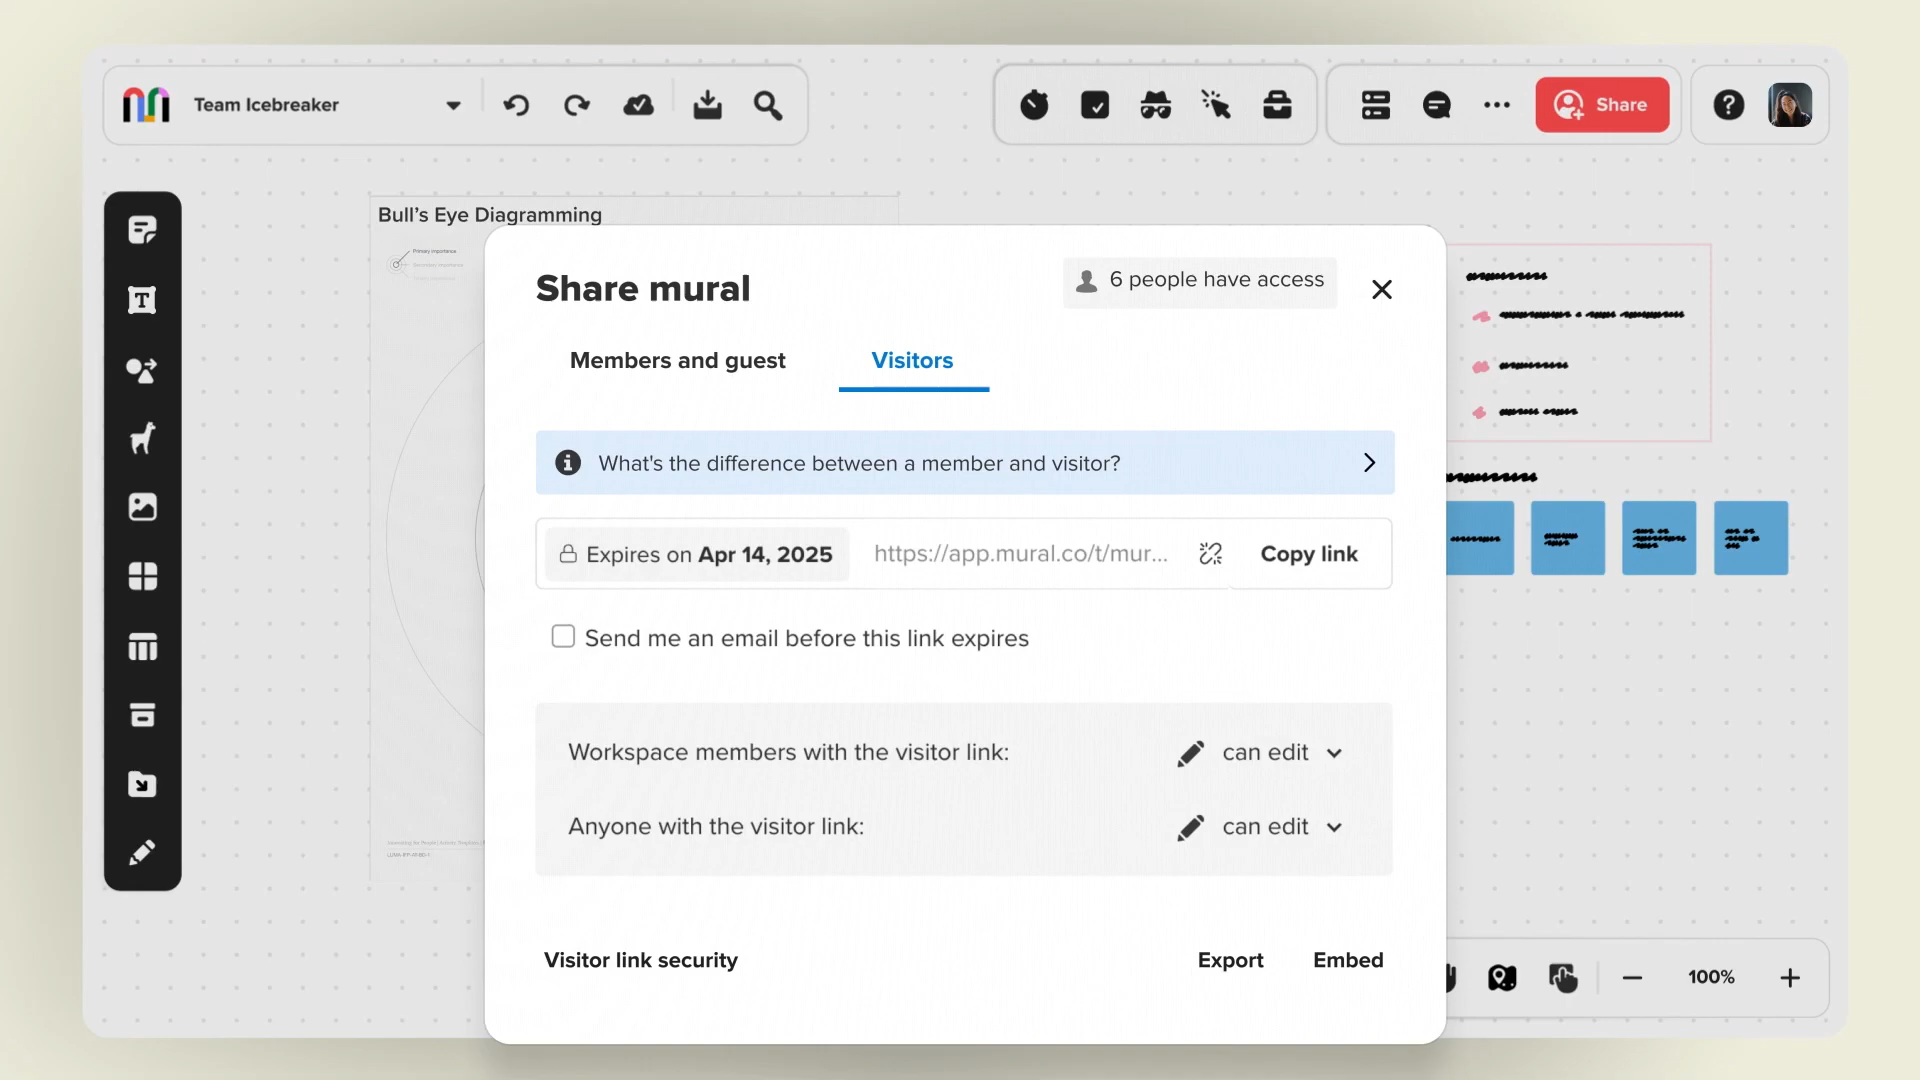 Team Icebreaker
Share
Bull's Eye Diagramming
Primary importance
Share mural
6 people have access
Members and guest
Visitors
What's the difference between a member and visitor?
Expires on Apr 14, 2025
https://app.mural.co/t/mur...
Copy link
Send me an email before this link expires
Workspace members with the visitor link:
can edit
Anyone with the visitor link:
can edit
Visitor link security
Export
Embed
100%